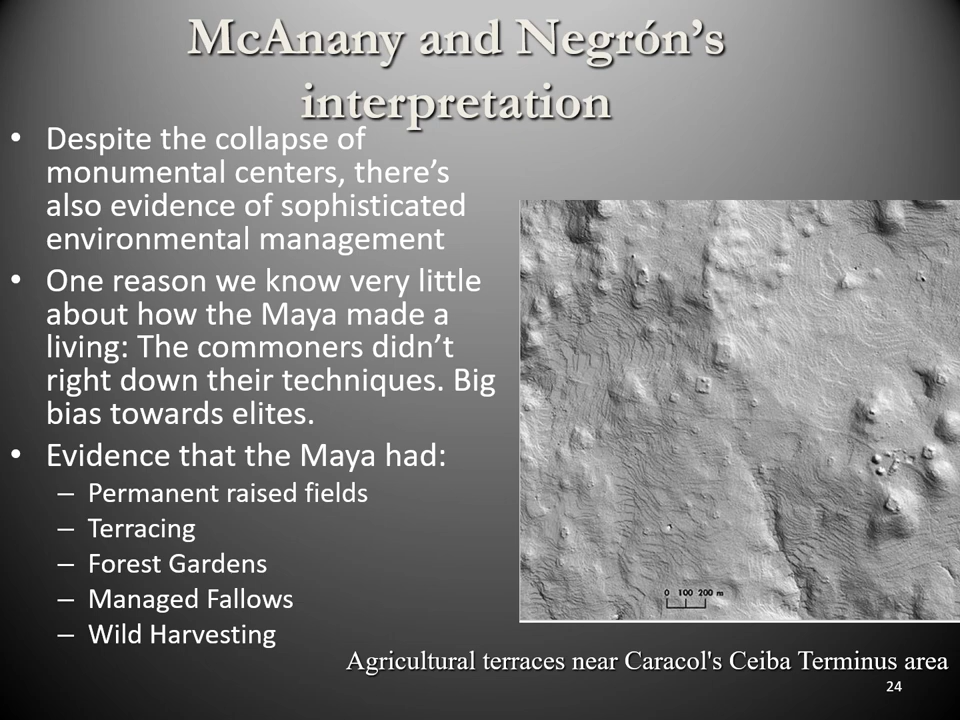 McAnany and Negrón’s
interpretation
• Despite the collapse of
monumental centers, there’s
also evidence of sophisticated
environmental management
• One reason we know very little
about how the Maya made a
living: The commoners didn’t
right down their techniques. Big
bias towards elites.
• Evidence that the Maya had:
– Permanent raised fields
– Terracing
– Forest Gardens
– Managed Fallows
– Wild Harvesting
0 100 200 m
Agricultural terraces near Caracol's Ceiba Terminus area
24